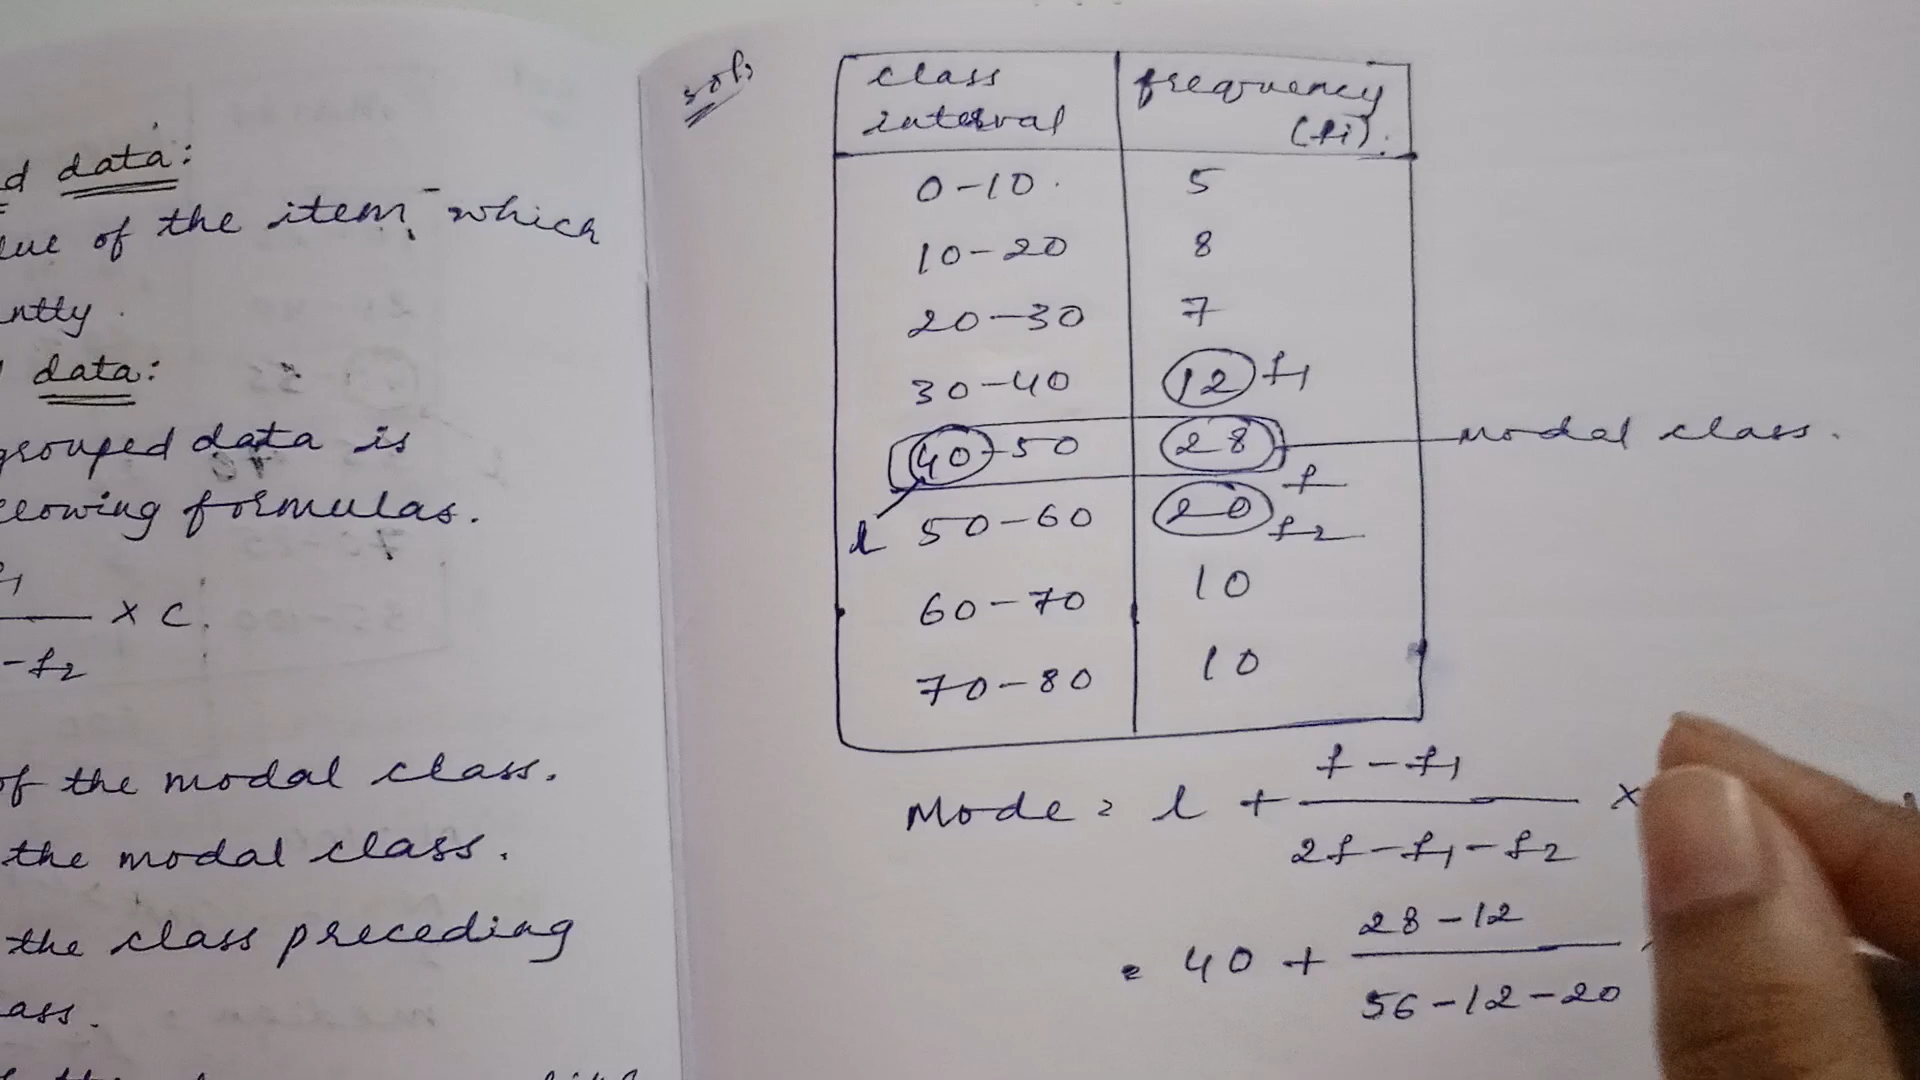 d data:
of the item, which
ntly.
data:
grouped data is
lowing formulas.
f1
× C.
- f2
of the modal class.
the modal class.
the class preceding
ass.
Sol:
class interval | frequency (fi).
0-10 | 5
10-20 | 8
20-30 | 7
30-40 | 12 f1
40-50 | 28 f modal class.
l
50-60 | 20 f2
60-70 | 10
70-80 | 10
Mode = l + f - f1 / 2f - f1 - f2 ×
= 40 + 28 - 12 / 56 - 12 - 20